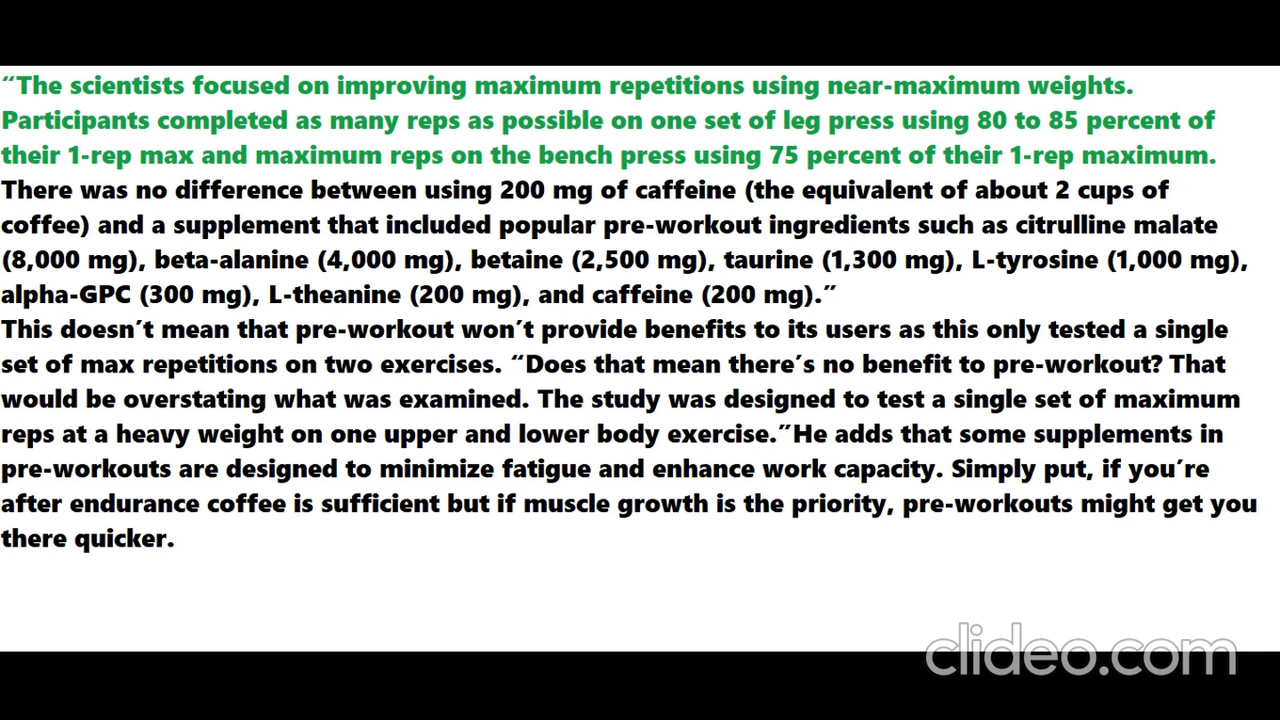 “The scientists focused on improving maximum repetitions using near-maximum weights.
Participants completed as many reps as possible on one set of leg press using 80 to 85 percent of
their 1-rep max and maximum reps on the bench press using 75 percent of their 1-rep maximum.
There was no difference between using 200 mg of caffeine (the equivalent of about 2 cups of
coffee) and a supplement that included popular pre-workout ingredients such as citrulline malate
(8,000 mg), beta-alanine (4,000 mg), betaine (2,500 mg), taurine (1,300 mg), L-tyrosine (1,000 mg),
alpha-GPC (300 mg), L-theanine (200 mg), and caffeine (200 mg).”
This doesn’t mean that pre-workout won’t provide benefits to its users as this only tested a single
set of max repetitions on two exercises. “Does that mean there’s no benefit to pre-workout? That
would be overstating what was examined. The study was designed to test a single set of maximum
reps at a heavy weight on one upper and lower body exercise.”He adds that some supplements in
pre-workouts are designed to minimize fatigue and enhance work capacity. Simply put, if you’re
after endurance coffee is sufficient but if muscle growth is the priority, pre-workouts might get you
there quicker.
clideo.com